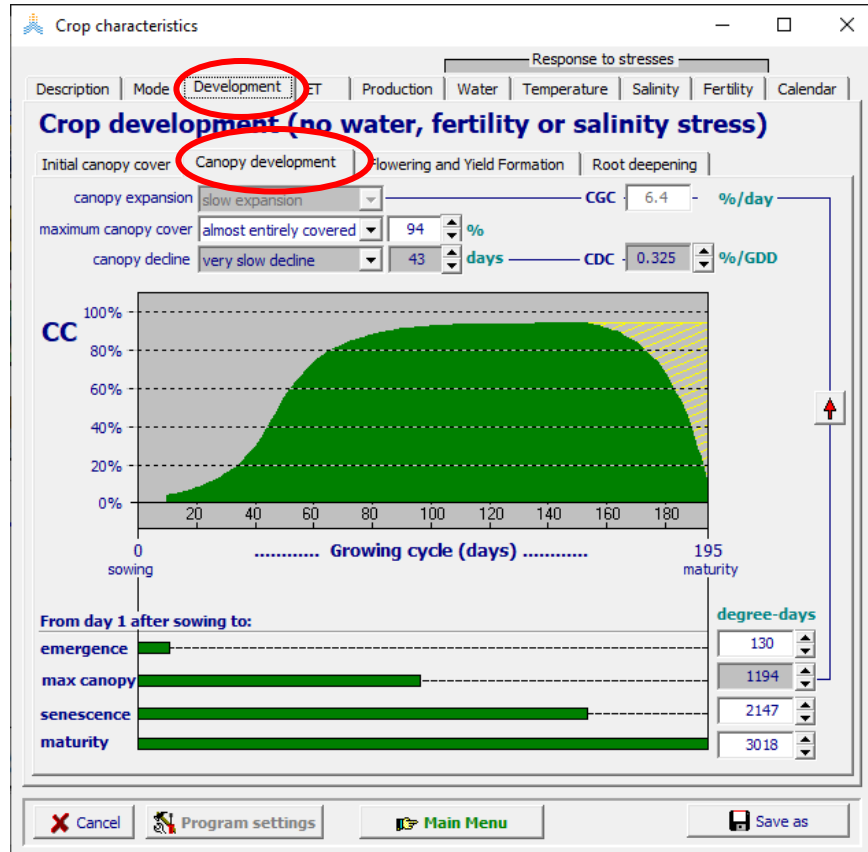 Crop characteristics
Response to stresses
Description Mode Development ET Production Water Temperature Salinity Fertility Calendar
Crop development (no water, fertility or salinity stress)
Initial canopy cover Canopy development Flowering and Yield Formation Root deepening
canopy expansion slow expansion CGC 6.4 %/day
maximum canopy cover almost entirely covered 94 %
canopy decline very slow decline 43 days CDC 0.325 %/GDD
CC
100%
80%
60%
40%
20%
0%
20 40 60 80 100 120 140 160 180
0 ............ Growing cycle (days) ............ 195
sowing maturity
From day 1 after sowing to: degree-days
emergence 130
max canopy 1194
senescence 2147
maturity 3018
Cancel Program settings Main Menu Save as